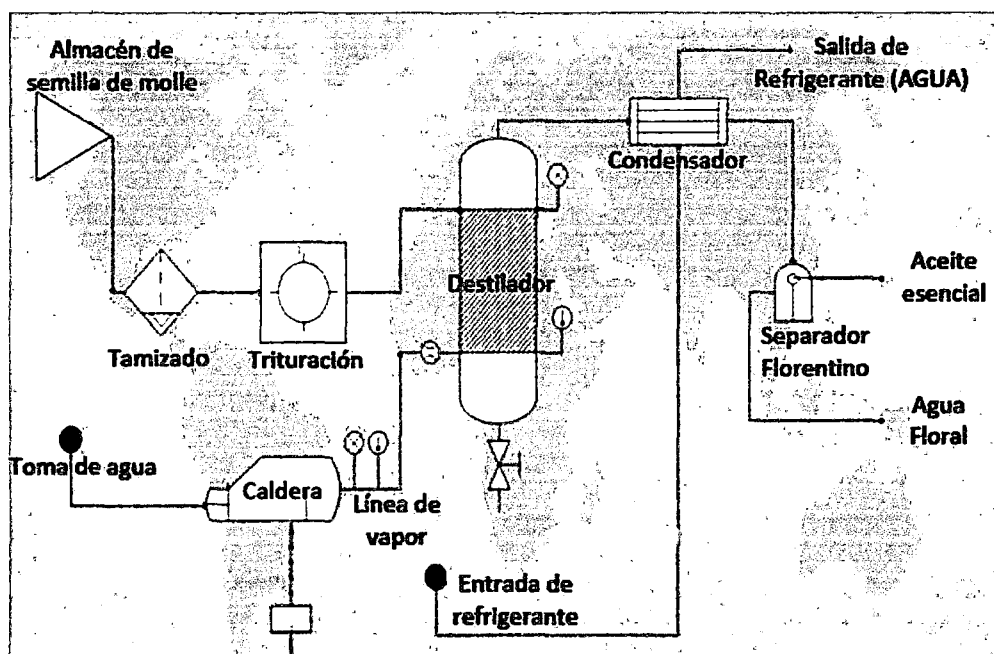 Almacén de
semilla de molle
Salida de
Refrigerante (AGUA)
Condensador
Destilador
Aceite
esencial
Tamizado
Trituración
Separador
Florentino
Agua
Floral
Toma de agua
Caldera
Línea de
vapor
Entrada de
refrigerante